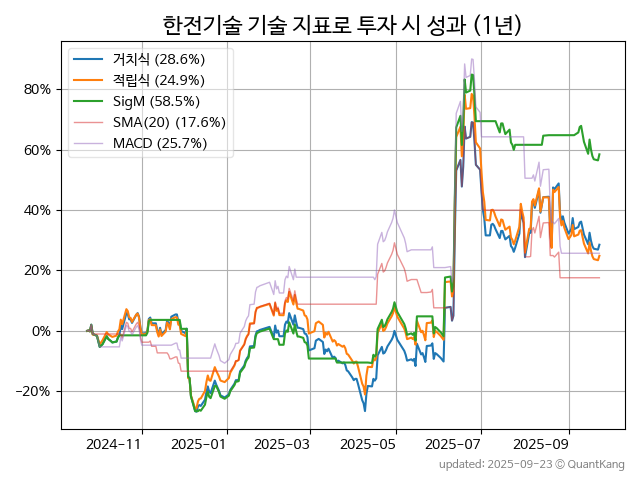 한전기술 기술 지표로 투자 시 성과 (1년)
거치식 (28.6%)
적립식 (24.9%)
SigM (58.5%)
SMA(20) (17.6%)
MACD (25.7%)
80%
60%
40%
20%
0%
−20%
2024-11 2025-01 2025-03 2025-05 2025-07 2025-09
updated: 2025-09-23 ⓒ QuantKang